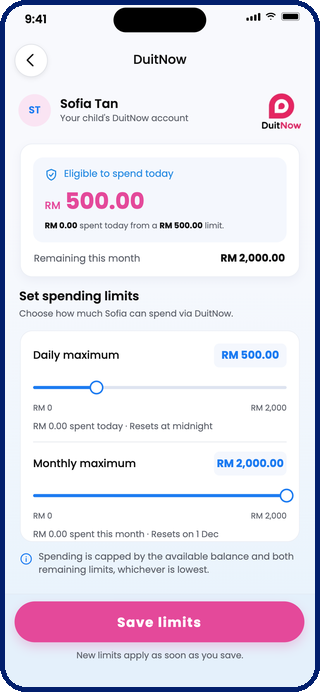 9:41
DuitNow
ST
Sofia Tan
Your child's DuitNow account
DuitNow
Eligible to spend today
RM 500.00
RM 0.00 spent today from a RM 500.00 limit.
Remaining this month RM 2,000.00
Set spending limits
Choose how much Sofia can spend via DuitNow.
Daily maximum RM 500.00
RM 0 RM 2,000
RM 0.00 spent today · Resets at midnight
Monthly maximum RM 2,000.00
RM 0 RM 2,000
RM 0.00 spent this month · Resets on 1 Dec
Spending is capped by the available balance and both
remaining limits, whichever is lowest.
Save limits
New limits apply as soon as you save.